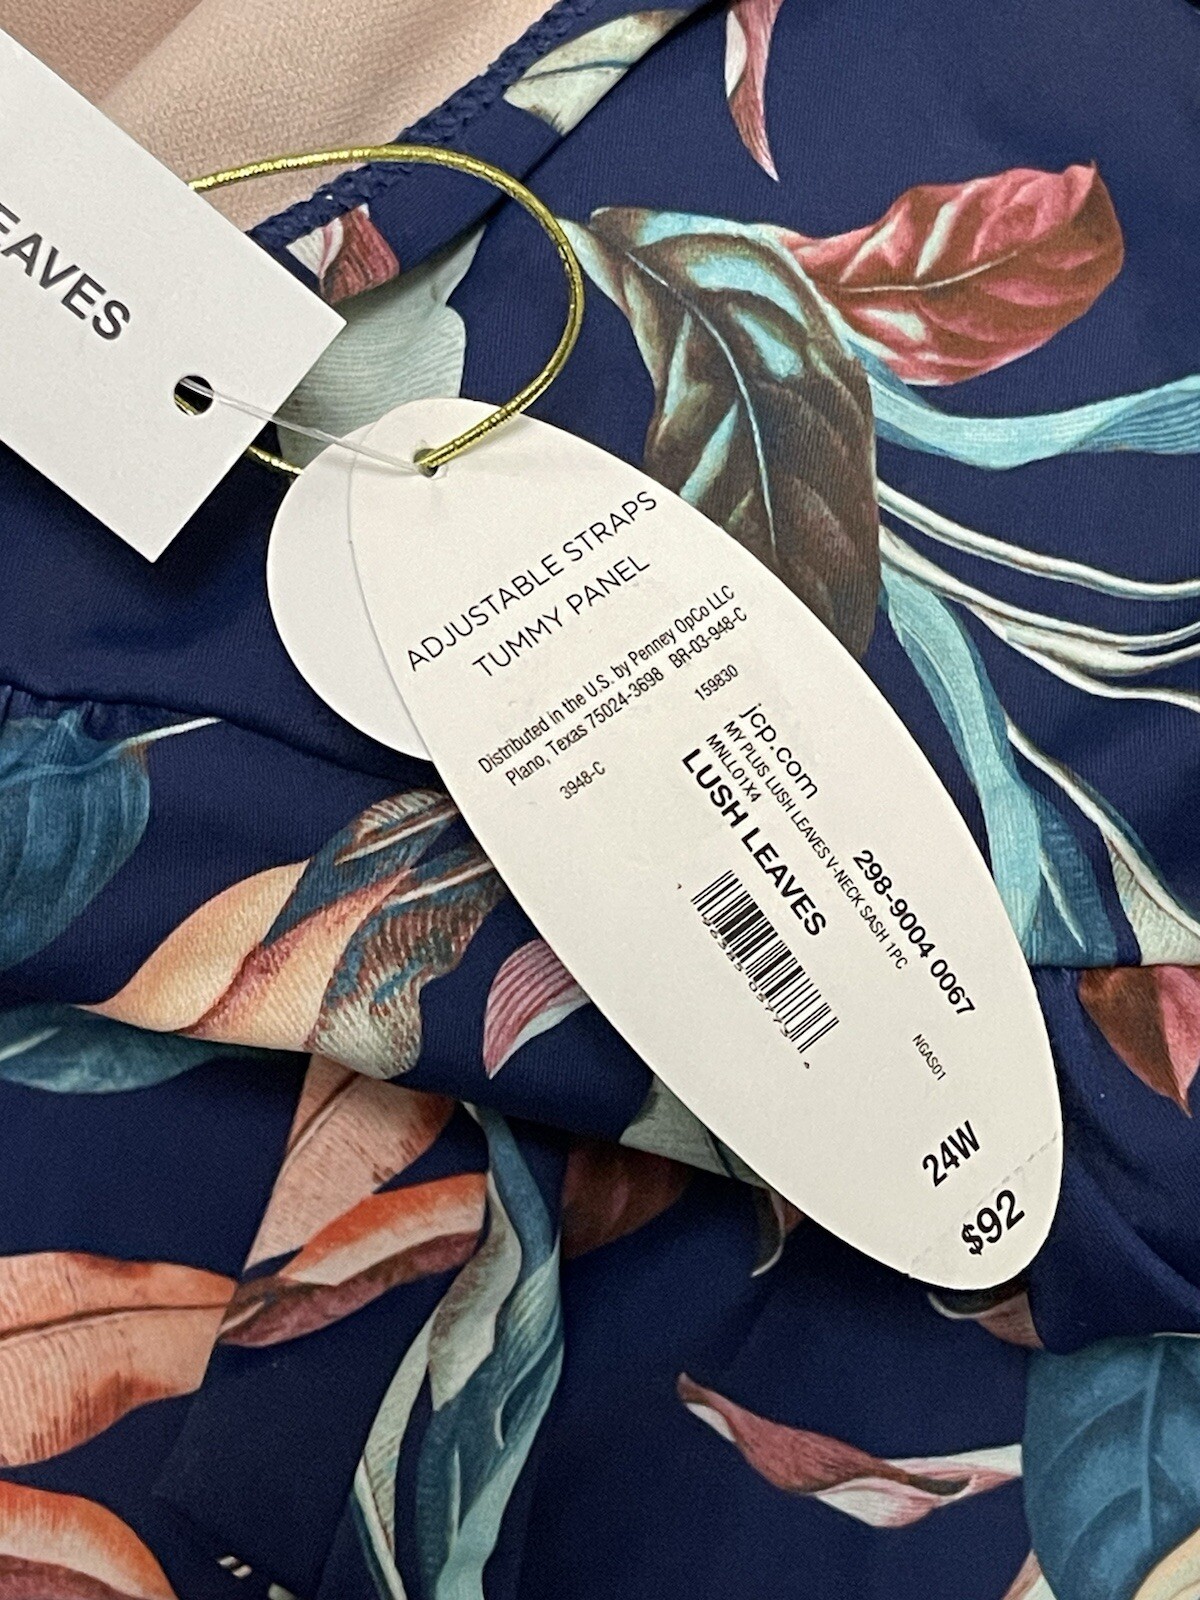 EAVES
ADJUSTABLE STRAPS
TUMMY PANEL
Distributed in the U.S. by Penney OpCo LLC
Plano, Texas 75024-3698 BR-03-948-C
3948-C
159830
jcp.com
298-9004 0067
MY PLUS LUSH LEAVES V-NECK SASH 1PC
MNLL01X4
LUSH LEAVES
NGAS01
24W
$92